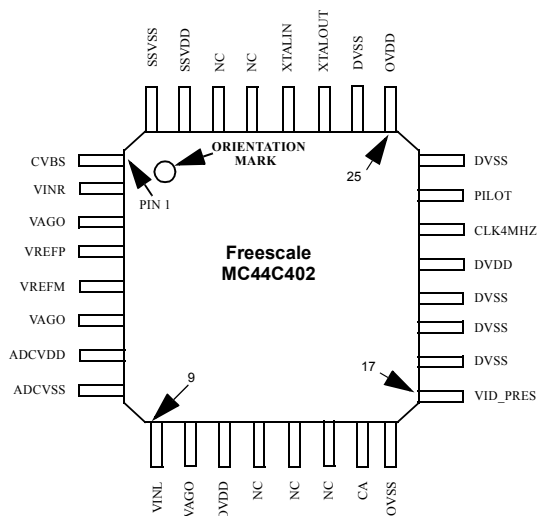 SSVSS
SSVDD
NC
NC
XTALIN
XTALOUT
DVSS
OVDD
ORIENTATION
MARK
PIN 1
25
CVBS
VINR
VAGO
VREFP
VREFM
VAGO
ADCVDD
ADCVSS
Freescale
MC44C402
DVSS
PILOT
CLK4MHZ
DVDD
DVSS
DVSS
DVSS
VID_PRES
9
17
VINL
VAGO
OVDD
NC
NC
NC
CA
OVSS